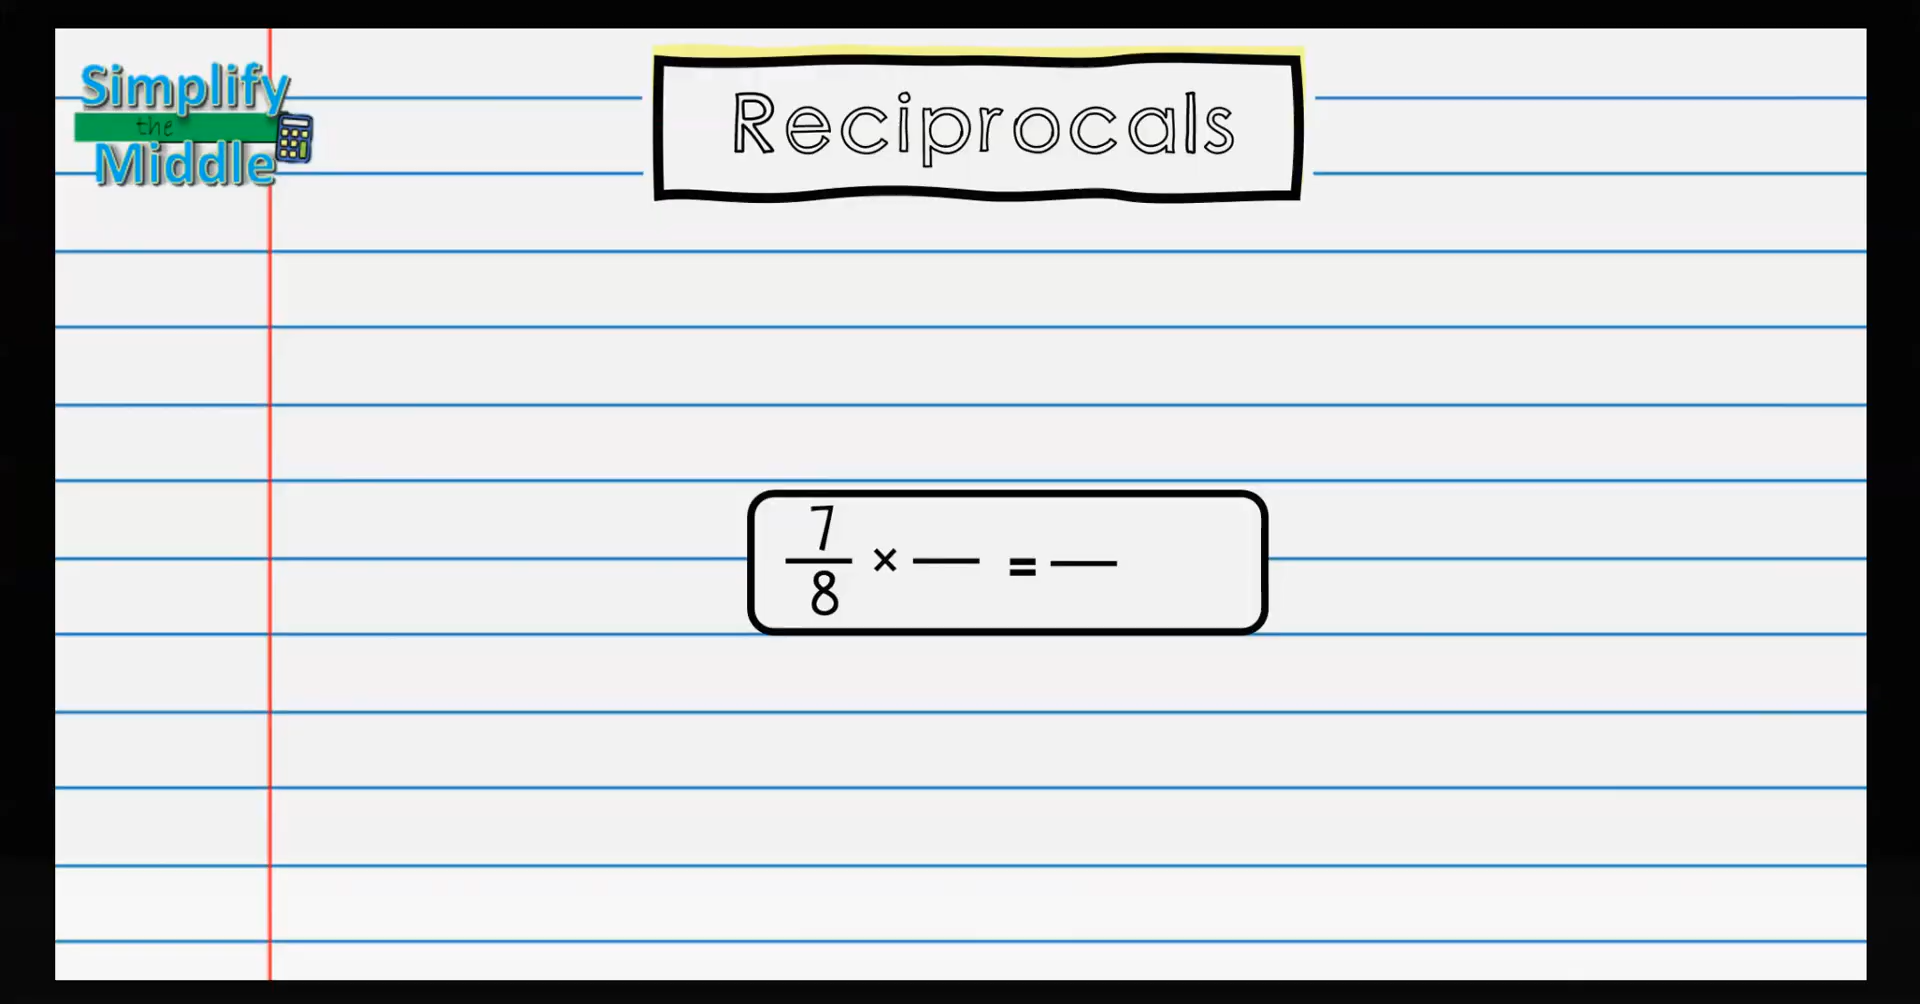 Simplify
the
Middle
Reciprocals
7/8 × — = —